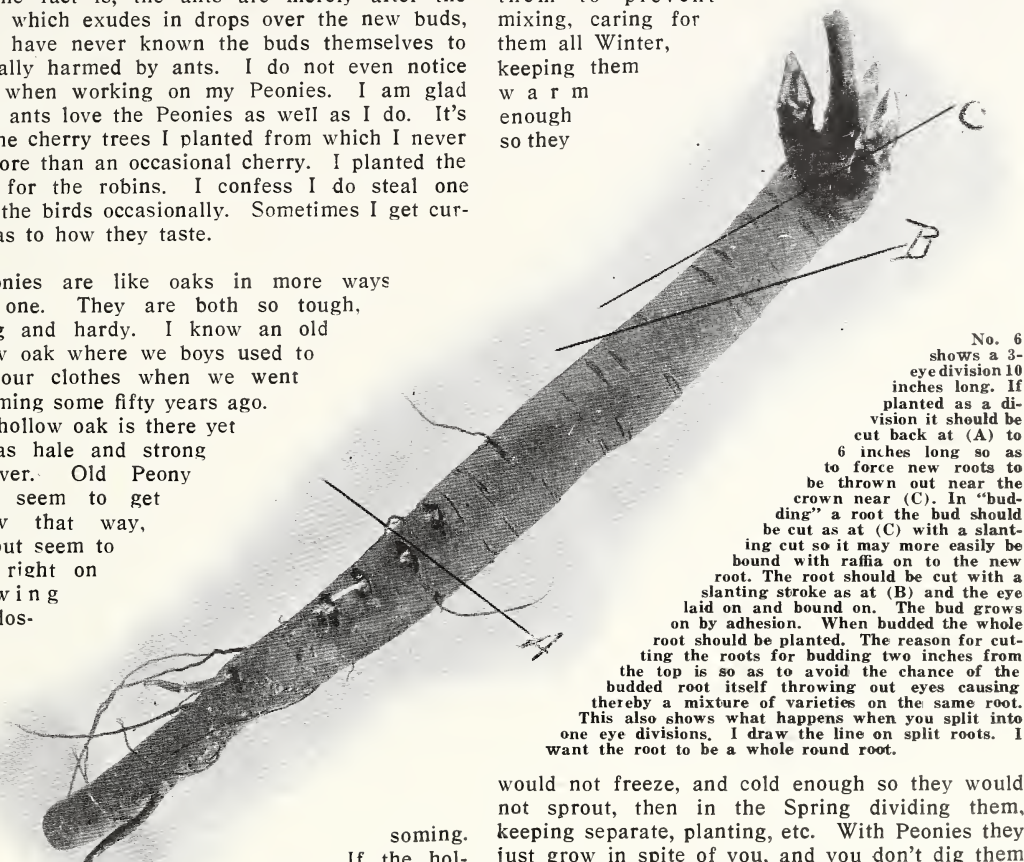 the fact is, the ants are merely after the
which exudes in drops over the new buds,
have never known the buds themselves to
ally harmed by ants. I do not even notice
when working on my Peonies. I am glad
ants love the Peonies as well as I do. It's
he cherry trees I planted from which I never
ore than an occasional cherry. I planted the
for the robins. I confess I do steal one
the birds occasionally. Sometimes I get cur-
as to how they taste.
onies are like oaks in more ways
one. They are both so tough,
g and hardy. I know an old
w oak where we boys used to
our clothes when we went
ming some fifty years ago.
hollow oak is there yet
as hale and strong
ver. Old Peony
seem to get
w that way,
but seem to
right on
wing
los-
soming.
If the hol-
them to prevent
mixing, caring for
them all Winter,
keeping them
warm
enough
so they
C
B
A
No. 6
shows a 3-
eye division 10
inches long. If
planted as a di-
vision it should be
cut back at (A) to
6 inches long so as
to force new roots to
be thrown out near the
crown near (C). In "bud-
ding" a root the bud should
be cut as at (C) with a slant-
ing cut so it may more easily be
bound with raffia on to the new
root. The root should be cut with a
slanting stroke as at (B) and the eye
laid on and bound on. The bud grows
on by adhesion. When budded the whole
root should be planted. The reason for cut-
ting the roots for budding two inches from
the top is so as to avoid the chance of the
budded root itself throwing out eyes causing
thereby a mixture of varieties on the same root.
This also shows what happens when you split into
one eye divisions. I draw the line on split roots. I
want the root to be a whole round root.
would not freeze, and cold enough so they would
not sprout, then in the Spring dividing them,
keeping separate, planting, etc. With Peonies they
just grow in spite of you, and you don't dig them